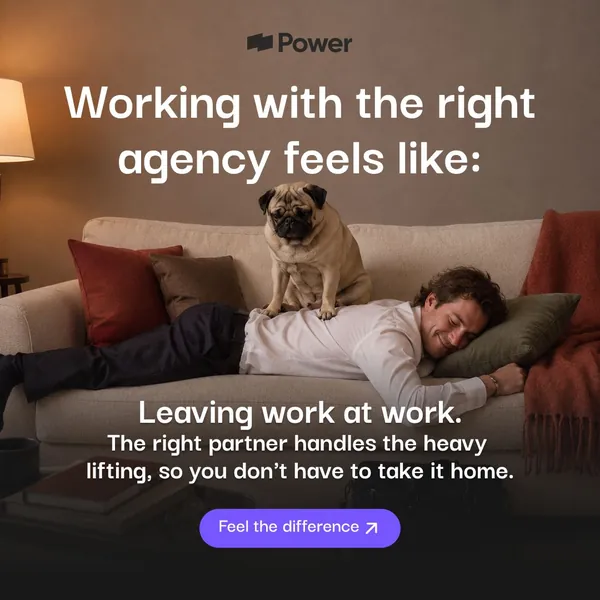 Power
Working with the right
agency feels like:
Leaving work at work.
The right partner handles the heavy
lifting, so you don't have to take it home.
Feel the difference